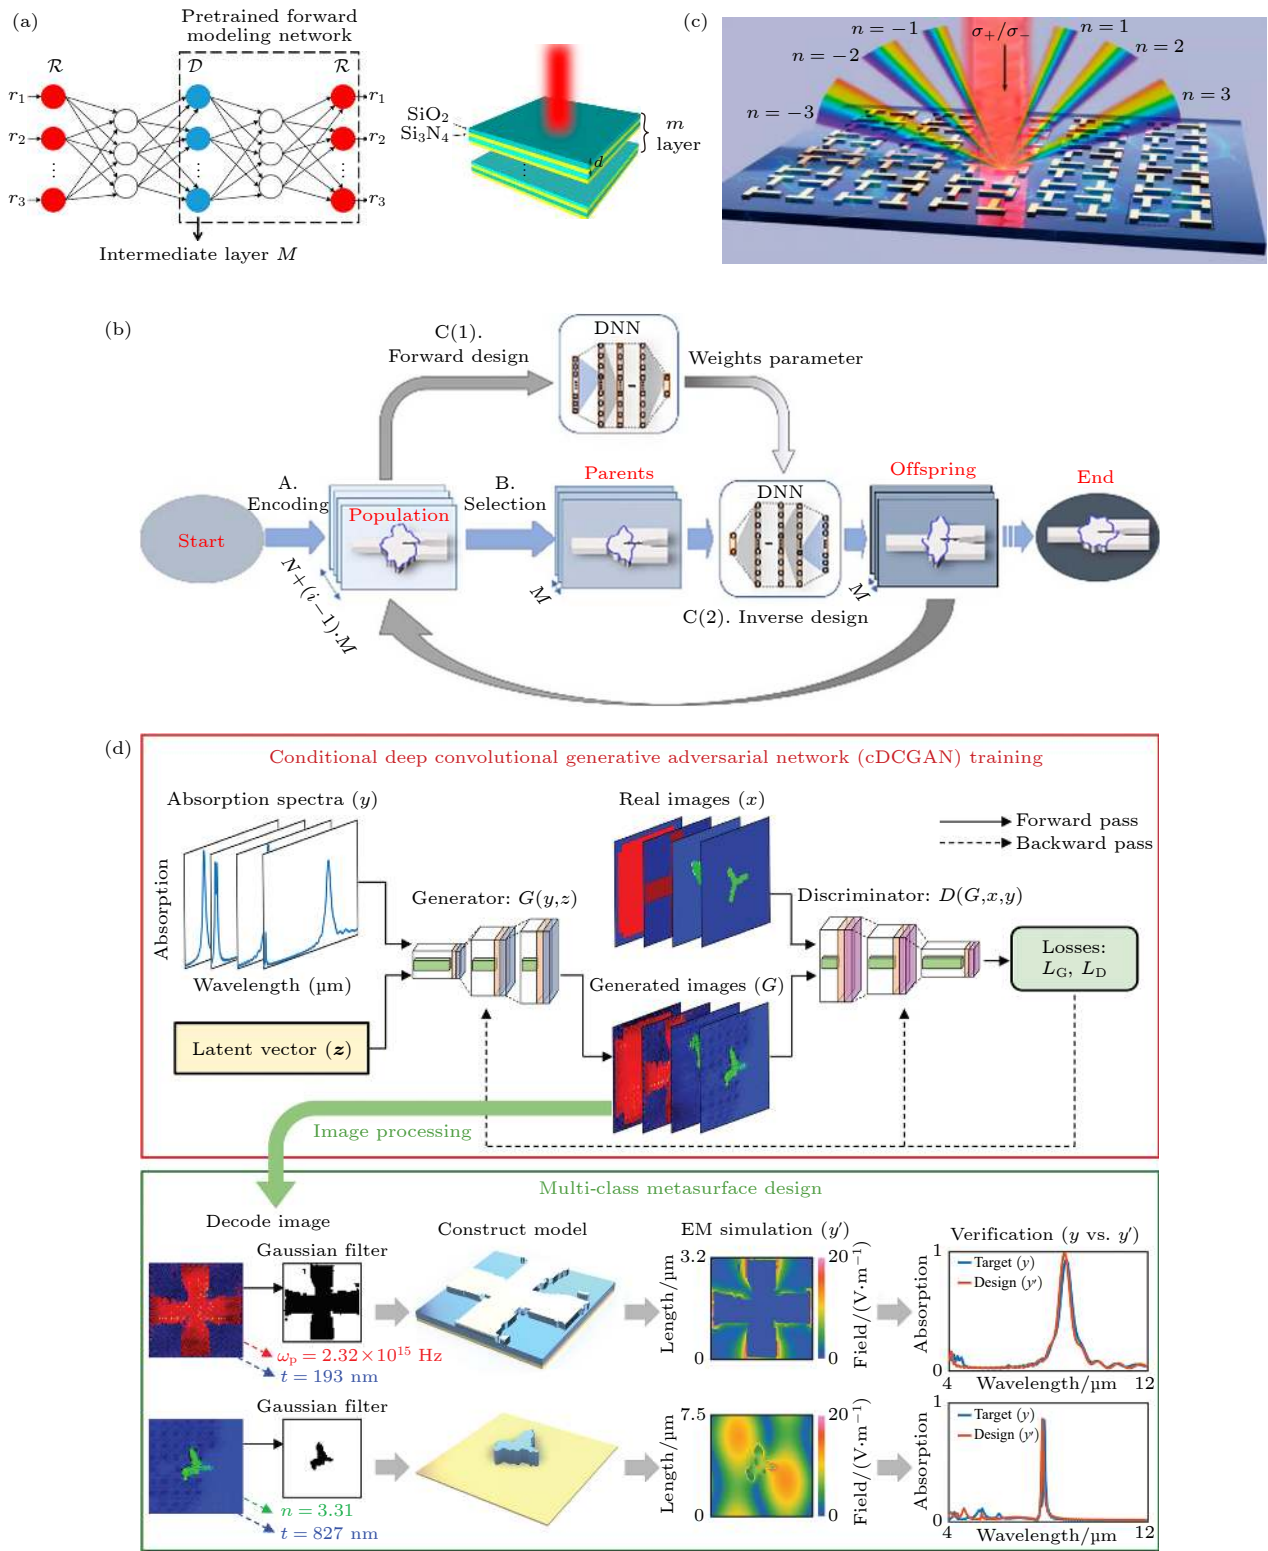 (a)
Pretrained forward
modeling network
ℛ
𝒟
ℛ
r₁
r₁
r₂
r₂
⋮
⋮
⋮
r₃
r₃
Intermediate layer M
SiO₂
Si₃N₄
d
⋮
m
layer
(c)
n=−1
σ₊/σ₋
n=1
n=−2
n=2
n=−3
n=3
(b)
C(1).
Forward design
DNN
Weights parameter
A.
Encoding
Population
B.
Selection
Parents
DNN
Offspring
End
Start
N+(i−1)·M
M
M
C(2). Inverse design
(d)
Conditional deep convolutional generative adversarial network (cDCGAN) training
Absorption spectra (y)
Real images (x)
Forward pass
Backward pass
Absorption
Generator: G(y,z)
Discriminator: D(G,x,y)
Losses:
L_G, L_D
Wavelength (µm)
Generated images (G)
Latent vector (z)
Image processing
Multi-class metasurface design
Decode image
Gaussian filter
Construct model
EM simulation (y′)
Verification (y vs. y′)
3.2
Length/µm
0
20
Field/(V·m⁻¹)
0
1
Absorption
0
Target (y)
Design (y′)
4
Wavelength/µm
12
ωₚ = 2.32×10¹⁵ Hz
t = 193 nm
Gaussian filter
7.5
Length/µm
0
20
Field/(V·m⁻¹)
0
1
Absorption
0
Target (y)
Design (y′)
4
Wavelength/µm
12
n = 3.31
t = 827 nm